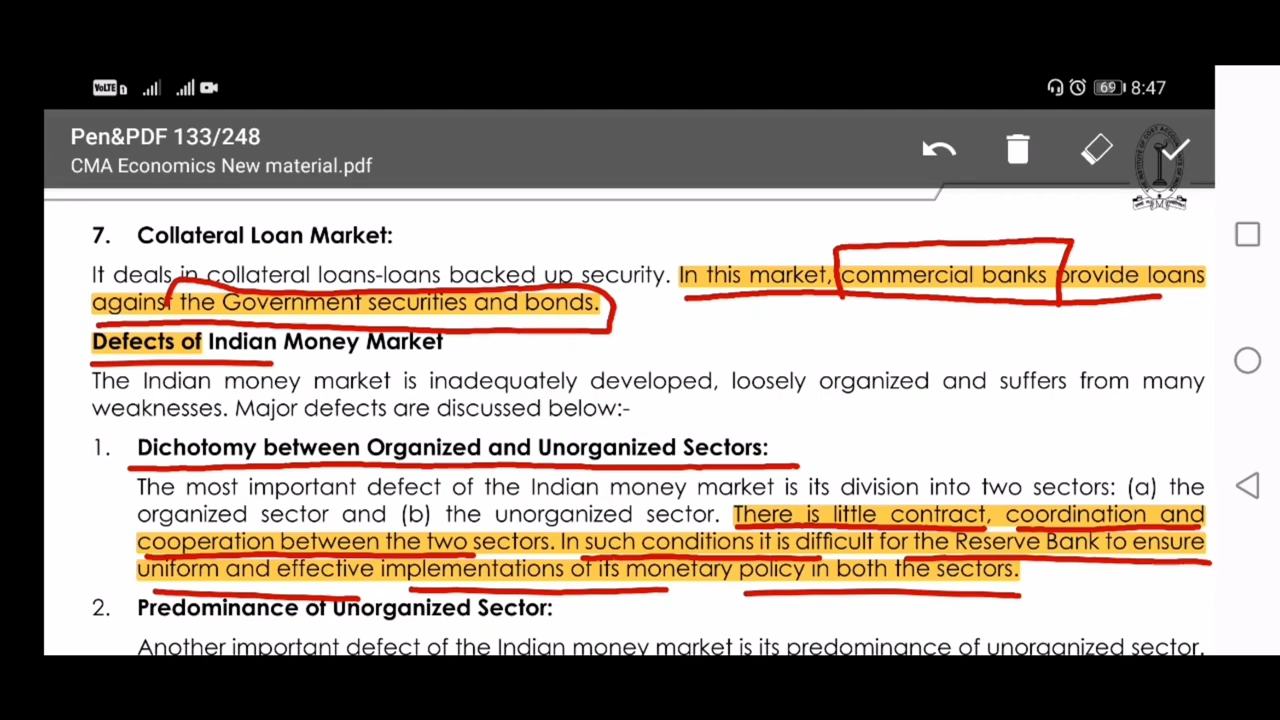 VoLTE 1 69 8:47
Pen&PDF 133/248
CMA Economics New material.pdf
7. Collateral Loan Market:
It deals in collateral loans-loans backed up security. In this market, commercial banks provide loans
against the Government securities and bonds.
Defects of Indian Money Market
The Indian money market is inadequately developed, loosely organized and suffers from many
weaknesses. Major defects are discussed below:-
1. Dichotomy between Organized and Unorganized Sectors:
The most important defect of the Indian money market is its division into two sectors: (a) the
organized sector and (b) the unorganized sector. There is little contract, coordination and
cooperation between the two sectors. In such conditions it is difficult for the Reserve Bank to ensure
uniform and effective implementations of its monetary policy in both the sectors.
2. Predominance of Unorganized Sector:
Another important defect of the Indian money market is its predominance of unorganized sector.